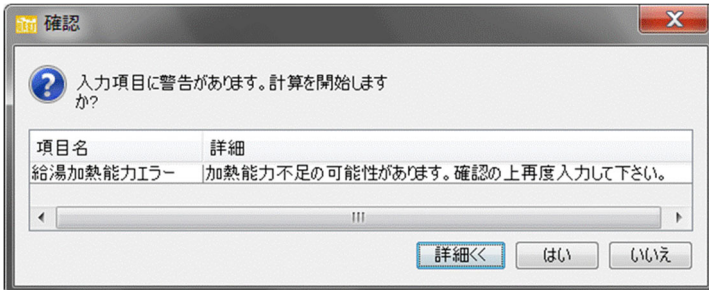 確認
入力項目に警告があります。計算を開始します
か?
項目名 詳細
給湯加熱能力エラー 加熱能力不足の可能性があります。確認の上再度入力して下さい。
詳細<< はい いいえ